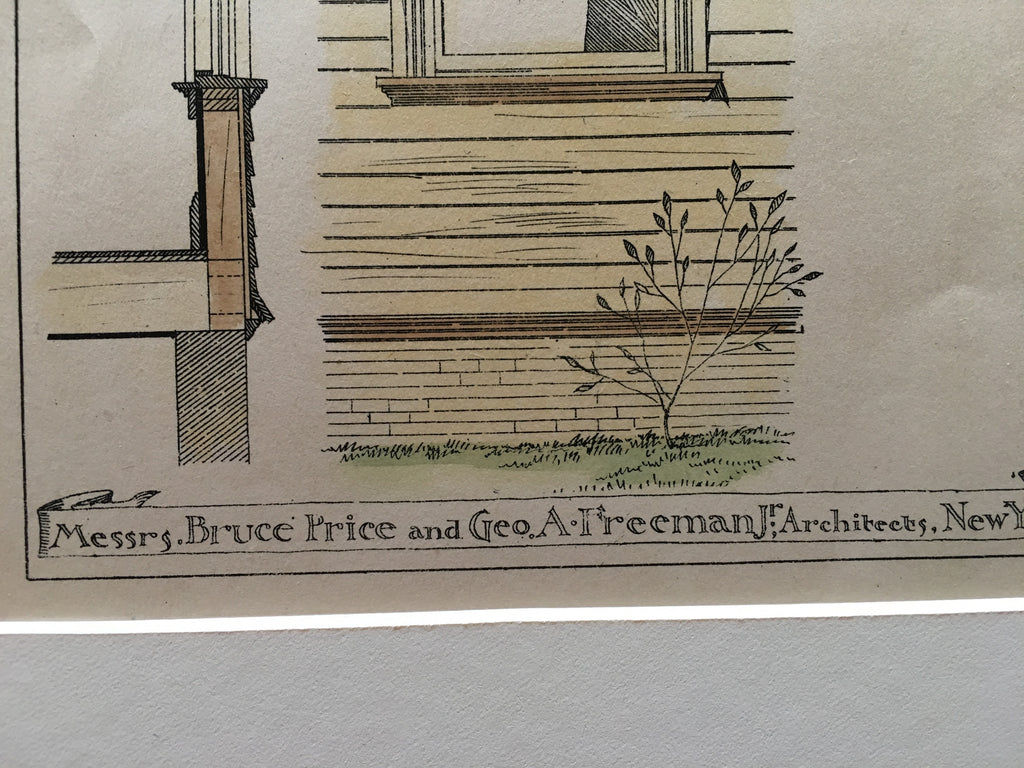 Messrs. Bruce Price and Geo. A. Freeman Jr., Architects, New Y